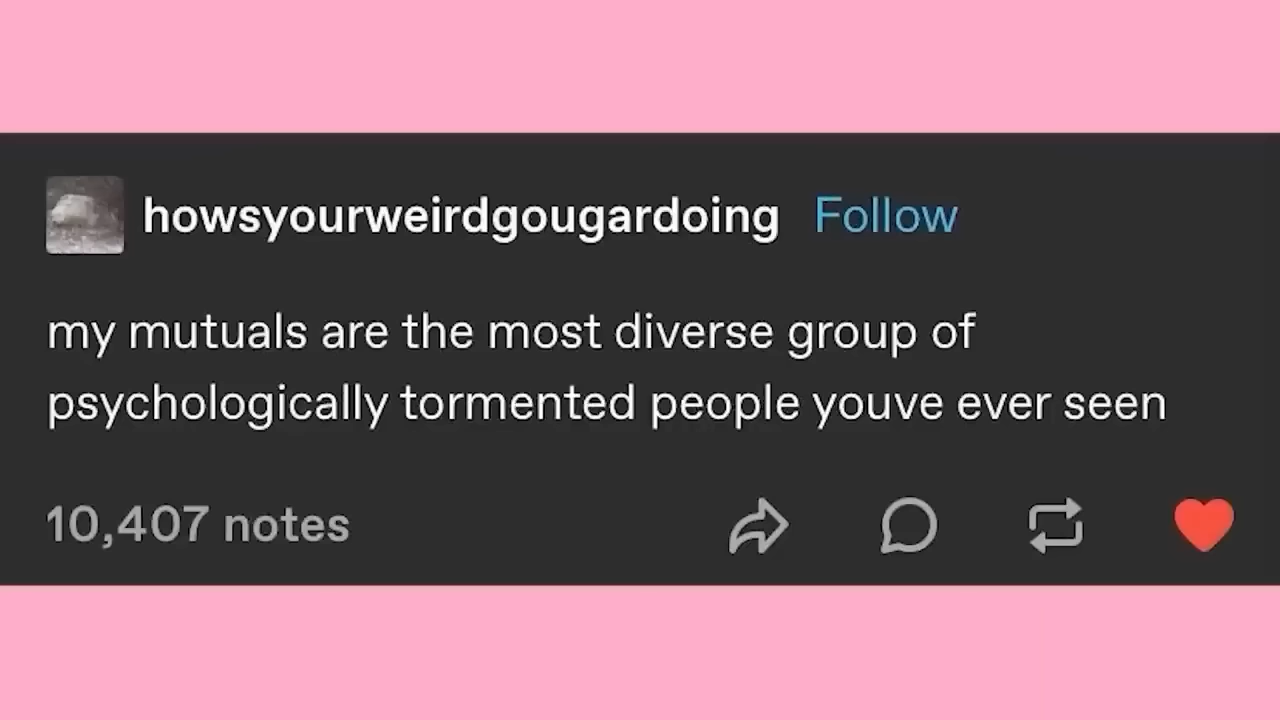 howsyourweirdgougardoing Follow
my mutuals are the most diverse group of
psychologically tormented people youve ever seen
10,407 notes